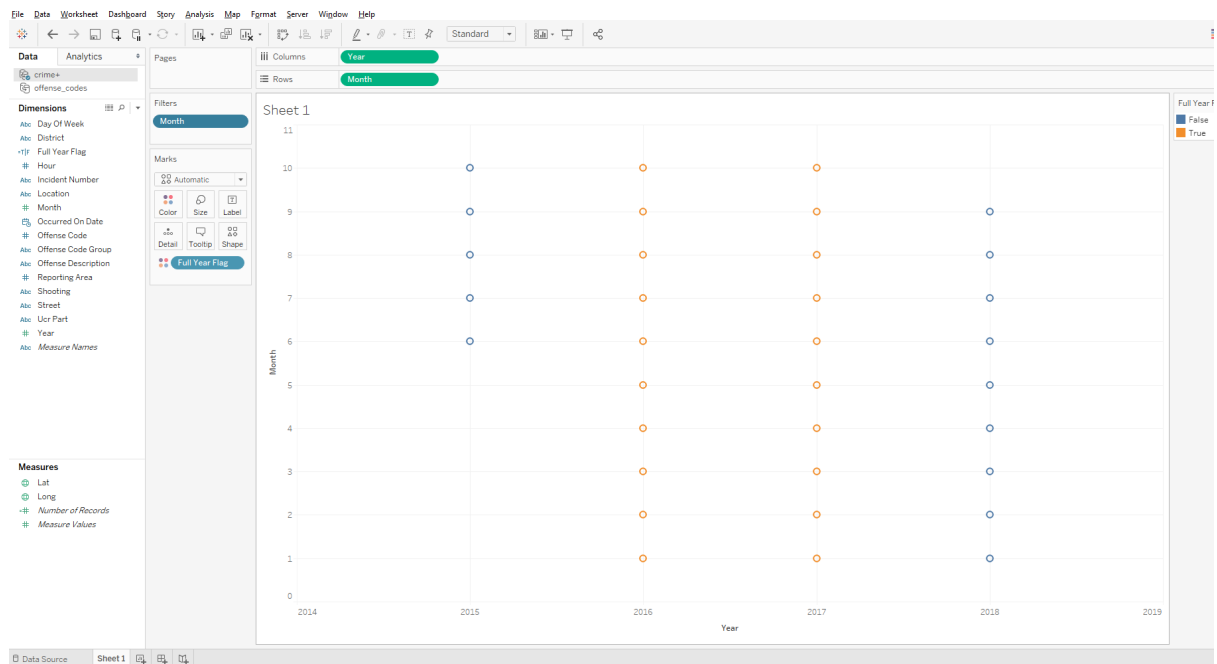 File Data Worksheet Dashboard Story Analysis Map Format Server Window Help
Standard
Data Analytics
crime+
offense_codes
Dimensions
Abc Day Of Week
Abc District
=T|F Full Year Flag
# Hour
Abc Incident Number
Abc Location
# Month
Occurred On Date
# Offense Code
Abc Offense Code Group
Abc Offense Description
# Reporting Area
Abc Shooting
Abc Street
Abc Ucr Part
# Year
Abc Measure Names
Measures
Lat
Long
=# Number of Records
# Measure Values
Pages
Filters
Month
Marks
Automatic
Color Size Label
Detail Tooltip Shape
Full Year Flag
Columns Year
Rows Month
Sheet 1
11
10
9
8
7
6
5
4
3
2
1
0
Month
2014 2015 2016 2017 2018 2019
Year
Full Year F
False
True
Data Source Sheet 1